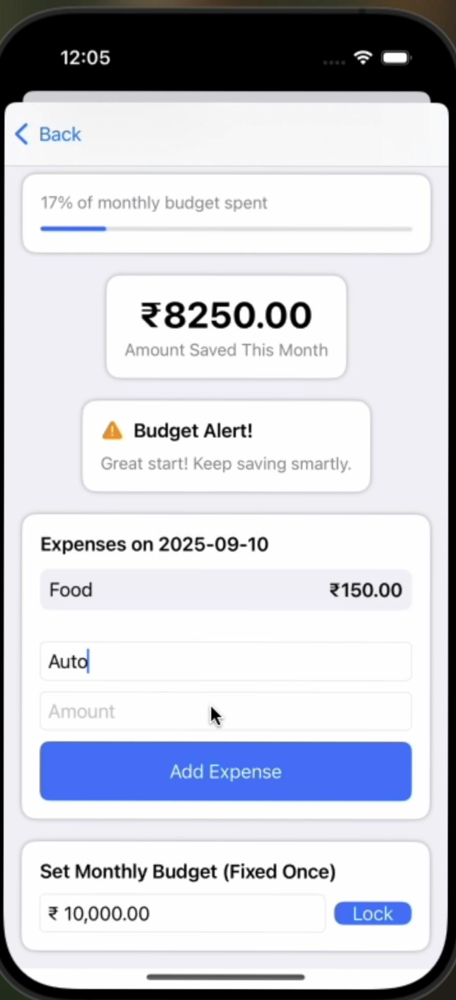 12:05
Back
17% of monthly budget spent
₹8250.00
Amount Saved This Month
Budget Alert!
Great start! Keep saving smartly.
Expenses on 2025-09-10
Food ₹150.00
Auto
Amount
Add Expense
Set Monthly Budget (Fixed Once)
₹ 10,000.00 Lock